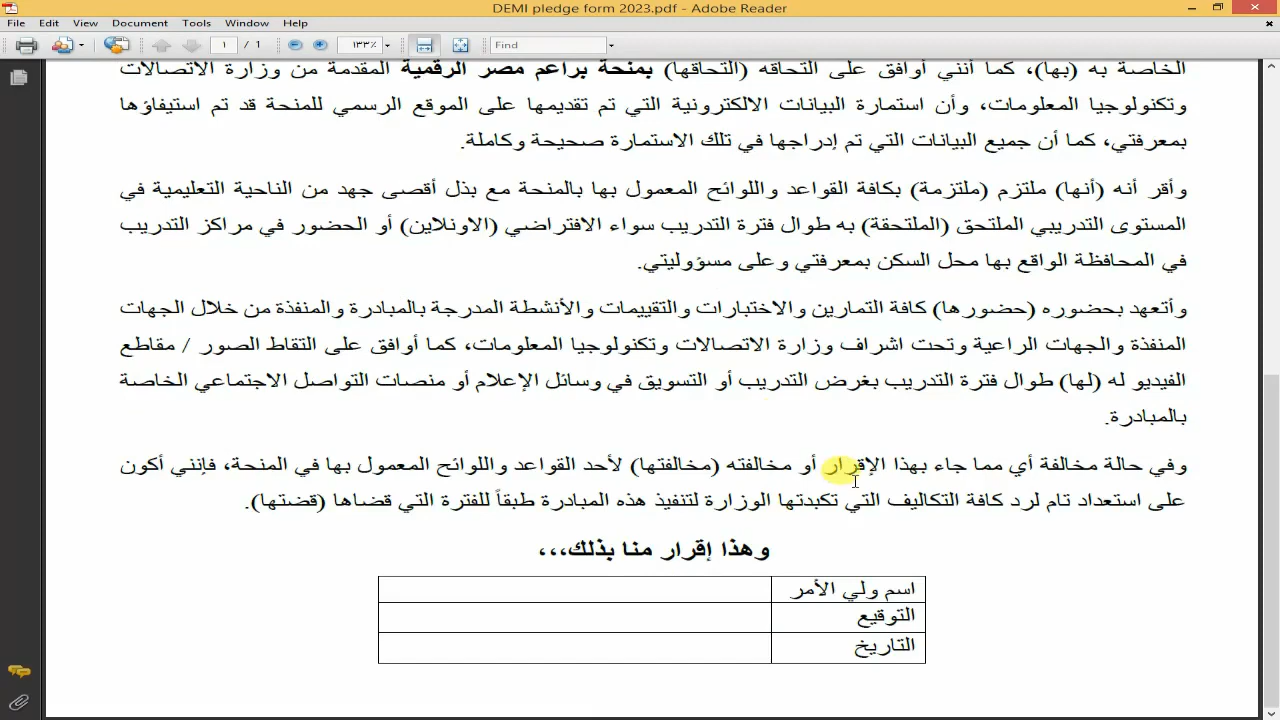 DEMI pledge form 2023.pdf - Adobe Reader
File Edit View Document Tools Window Help
١ / 1 ١٣٣٪ Find
الخاصة به (بها)، كما أنني أوافق على التحاقه (التحاقها) بمنحة براعم مصر الرقمية المقدمة من وزارة الاتصالات
وتكنولوجيا المعلومات، وأن استمارة البيانات الالكترونية التي تم تقديمها على الموقع الرسمي للمنحة قد تم استيفاؤها
بمعرفتي، كما أن جميع البيانات التي تم إدراجها في تلك الاستمارة صحيحة وكاملة.
وأقر أنه (أنها) ملتزم (ملتزمة) بكافة القواعد واللوائح المعمول بها بالمنحة مع بذل أقصى جهد من الناحية التعليمية في
المستوى التدريبي الملتحق (الملتحقة) به طوال فترة التدريب سواء الافتراضي (الاونلاين) أو الحضور في مراكز التدريب
في المحافظة الواقع بها محل السكن بمعرفتي وعلى مسؤوليتي.
وأتعهد بحضوره (حضورها) كافة التمارين والاختبارات والتقييمات والأنشطة المدرجة بالمبادرة والمنفذة من خلال الجهات
المنفذة والجهات الراعية وتحت اشراف وزارة الاتصالات وتكنولوجيا المعلومات، كما أوافق على التقاط الصور / مقاطع
الفيديو له (لها) طوال فترة التدريب بغرض التدريب أو التسويق في وسائل الإعلام أو منصات التواصل الاجتماعي الخاصة
بالمبادرة.
وفي حالة مخالفة أي مما جاء بهذا الإقرار أو مخالفته (مخالفتها) لأحد القواعد واللوائح المعمول بها في المنحة، فإنني أكون
على استعداد تام لرد كافة التكاليف التي تكبدتها الوزارة لتنفيذ هذه المبادرة طبقاً للفترة التي قضاها (قضتها).
وهذا إقرار منا بذلك،،،
اسم ولي الأمر
التوقيع
التاريخ